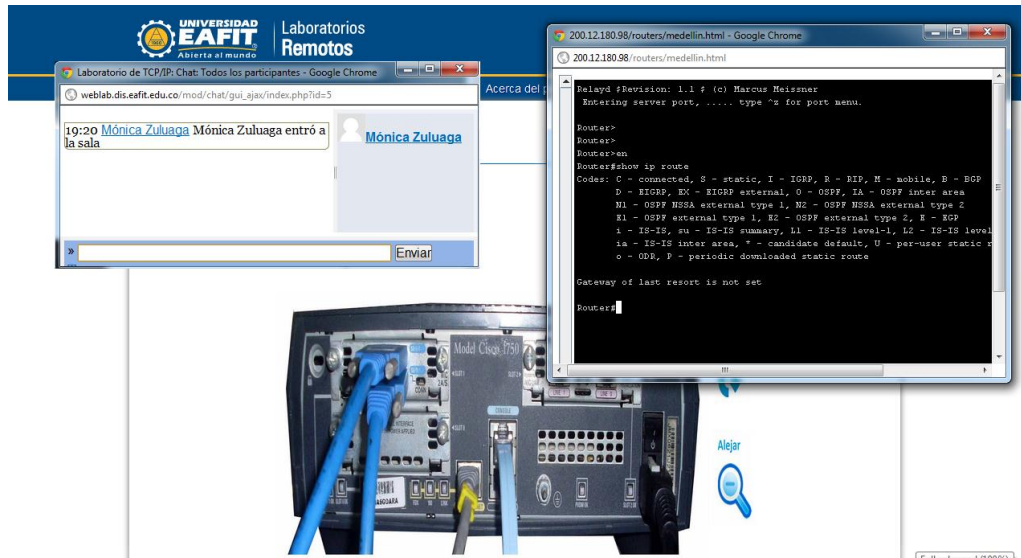 UNIVERSIDAD
EAFIT
Abierta al mundo
Laboratorios
Remotos
Acerca del p
Laboratorio de TCP/IP: Chat: Todos los participantes - Google Chrome
weblab.dis.eafit.edu.co/mod/chat/gui_ajax/index.php?id=5
19:20 Mónica Zuluaga Mónica Zuluaga entró a
la sala
Mónica Zuluaga
»
Enviar
200.12.180.98/routers/medellin.html - Google Chrome
200.12.180.98/routers/medellin.html
Relayd $Revision: 1.1 $ (c) Marcus Meissner
Entering server port, ..... type ^z for port menu.
Router>
Router>
Router>en
Router#show ip route
Codes: C - connected, S - static, I - IGRP, R - RIP, M - mobile, B - BGP
D - EIGRP, EX - EIGRP external, O - OSPF, IA - OSPF inter area
N1 - OSPF NSSA external type 1, N2 - OSPF NSSA external type 2
E1 - OSPF external type 1, E2 - OSPF external type 2, E - EGP
i - IS-IS, su - IS-IS summary, L1 - IS-IS level-1, L2 - IS-IS level
ia - IS-IS inter area, * - candidate default, U - per-user static r
o - ODR, P - periodic downloaded static route
Gateway of last resort is not set
Router#
Model Cisco 1750
CONSOLE
Alejar